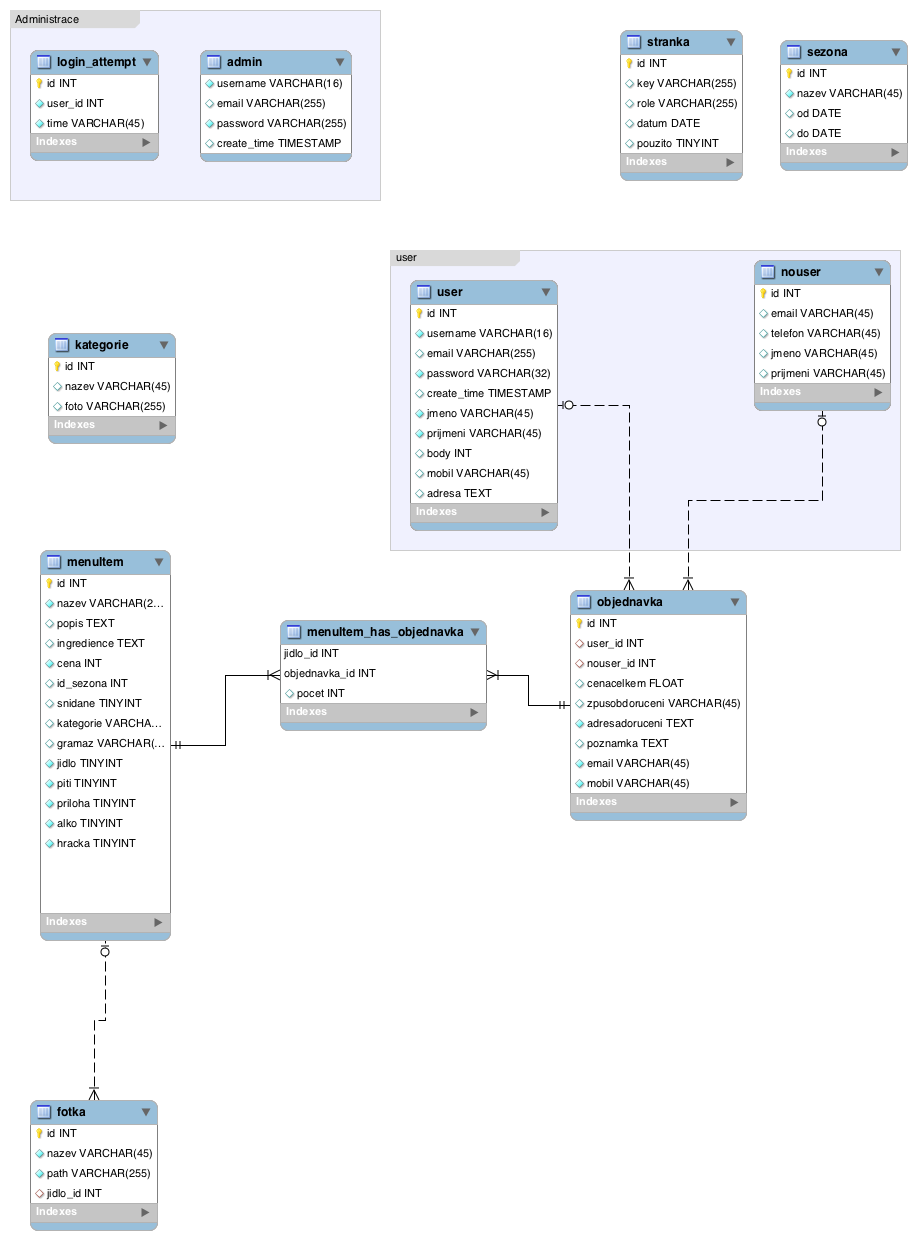 Administrace
login_attempt
id INT
user_id INT
time VARCHAR(45)
Indexes
admin
username VARCHAR(16)
email VARCHAR(255)
password VARCHAR(255)
create_time TIMESTAMP
stranka
id INT
key VARCHAR(255)
role VARCHAR(255)
datum DATE
pouzito TINYINT
Indexes
sezona
id INT
nazev VARCHAR(45)
od DATE
do DATE
Indexes
user
user
id INT
username VARCHAR(16)
email VARCHAR(255)
password VARCHAR(32)
create_time TIMESTAMP
jmeno VARCHAR(45)
prijmeni VARCHAR(45)
body INT
mobil VARCHAR(45)
adresa TEXT
Indexes
nouser
id INT
email VARCHAR(45)
telefon VARCHAR(45)
jmeno VARCHAR(45)
prijmeni VARCHAR(45)
Indexes
kategorie
id INT
nazev VARCHAR(45)
foto VARCHAR(255)
Indexes
menuItem
id INT
nazev VARCHAR(2...
popis TEXT
ingredience TEXT
cena INT
id_sezona INT
snidane TINYINT
kategorie VARCHA...
gramaz VARCHAR(...
jidlo TINYINT
piti TINYINT
priloha TINYINT
alko TINYINT
hracka TINYINT
Indexes
menuItem_has_objednavka
jidlo_id INT
objednavka_id INT
pocet INT
Indexes
objednavka
id INT
user_id INT
nouser_id INT
cenacelkem FLOAT
zpusobdoruceni VARCHAR(45)
adresadoruceni TEXT
poznamka TEXT
email VARCHAR(45)
mobil VARCHAR(45)
Indexes
fotka
id INT
nazev VARCHAR(45)
path VARCHAR(255)
jidlo_id INT
Indexes